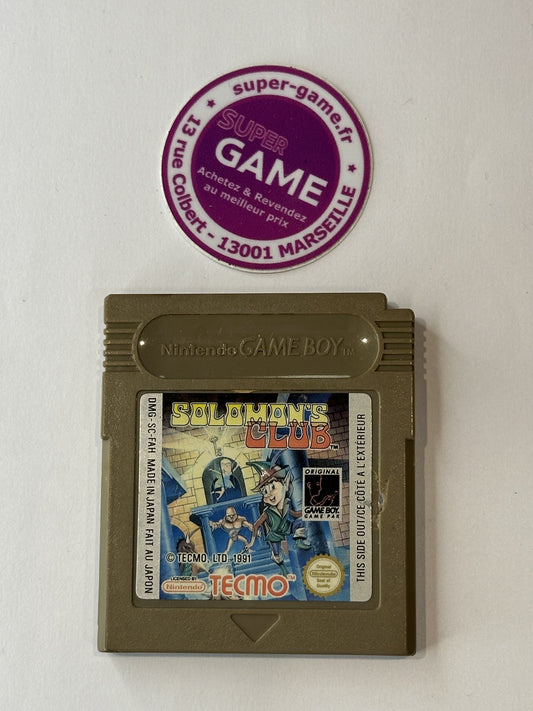 super-game.fr
SUPER
GAME
Achetez & Revendez
au meilleur prix
★ 13 rue Colbert - 13001 MARSEILLE ★
Nintendo GAME BOY TM
SOLOMON'S
CLUB TM
DMG-SC-FAH MADE IN JAPAN FAIT AU JAPON
ORIGINAL
GAME BOY
GAME PAK
THIS SIDE OUT/CE CÔTÉ A L'EXTÉRIEUR
© TECMO, LTD. 1991
LICENSED BY
Nintendo
TECMO TM
Original
Nintendo
Seal of
Quality